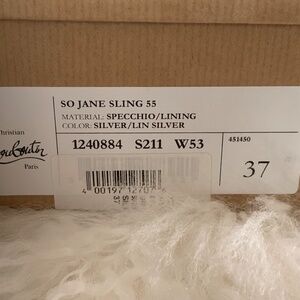 SO JANE SLING 55
MATERIAL: SPECCHIO/LINING
COLOR: SILVER/LIN SILVER
Christian
Louboutin
Paris
1240884 S211 W53
451450
37